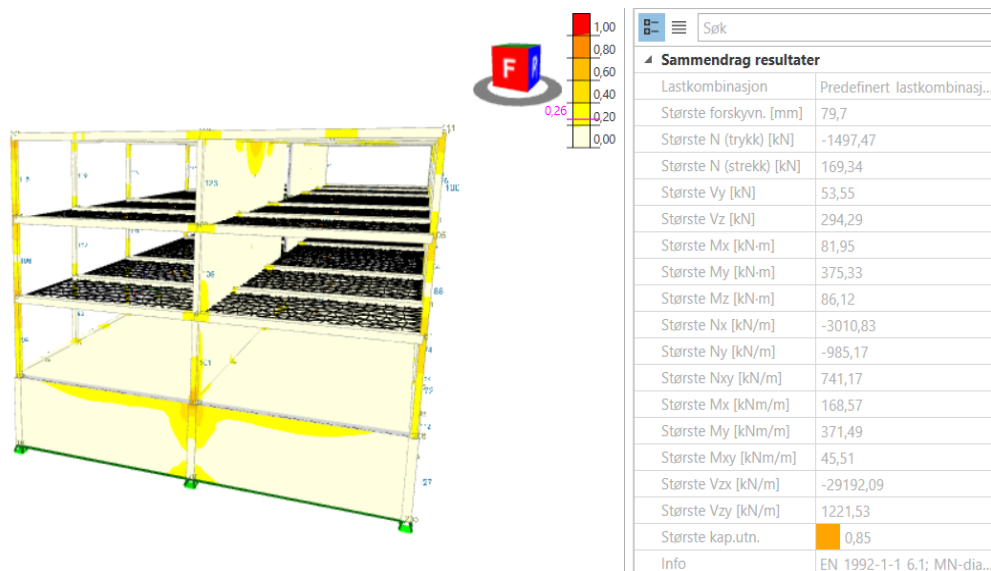 1,00
0,80
0,60
0,40
0,26
0,20
0,00
F
Søk
Sammendrag resultater
Lastkombinasjon Predefinert lastkombinasj...
Største forskyvn. [mm] 79,7
Største N (trykk) [kN] -1497,47
Største N (strekk) [kN] 169,34
Største Vy [kN] 53,55
Største Vz [kN] 294,29
Største Mx [kN·m] 81,95
Største My [kN·m] 375,33
Største Mz [kN·m] 86,12
Største Nx [kN/m] -3010,83
Største Ny [kN/m] -985,17
Største Nxy [kN/m] 741,17
Største Mx [kNm/m] 168,57
Største My [kNm/m] 371,49
Største Mxy [kNm/m] 45,51
Største Vzx [kN/m] -29192,09
Største Vzy [kN/m] 1221,53
Største kap.utn. 0,85
Info EN 1992-1-1 6.1; MN-dia...